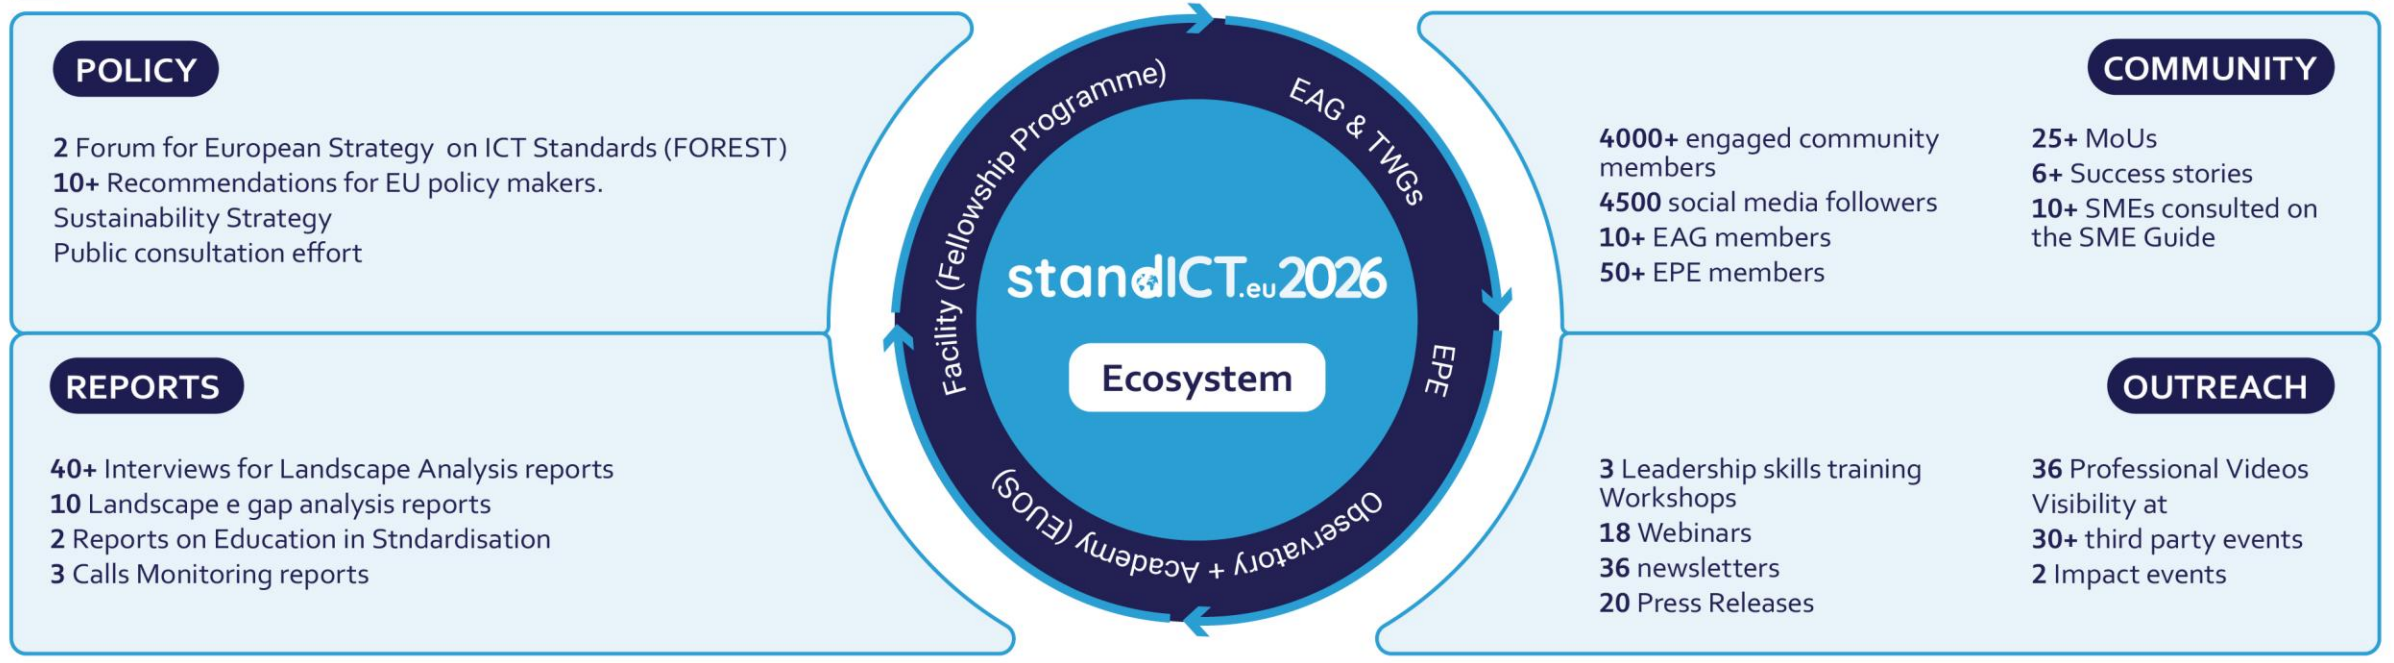 POLICY
2 Forum for European Strategy on ICT Standards (FOREST)
10+ Recommendations for EU policy makers.
Sustainability Strategy
Public consultation effort
REPORTS
40+ Interviews for Landscape Analysis reports
10 Landscape e gap analysis reports
2 Reports on Education in Stndardisation
3 Calls Monitoring reports
Facility (Fellowship Programme)
EAG & TWGs
EPE
Observatory + Academy (EUOS)
standICT.eu2026
Ecosystem
COMMUNITY
4000+ engaged community
members
4500 social media followers
10+ EAG members
50+ EPE members
25+ MoUs
6+ Success stories
10+ SMEs consulted on
the SME Guide
OUTREACH
3 Leadership skills training
Workshops
18 Webinars
36 newsletters
20 Press Releases
36 Professional Videos
Visibility at
30+ third party events
2 Impact events